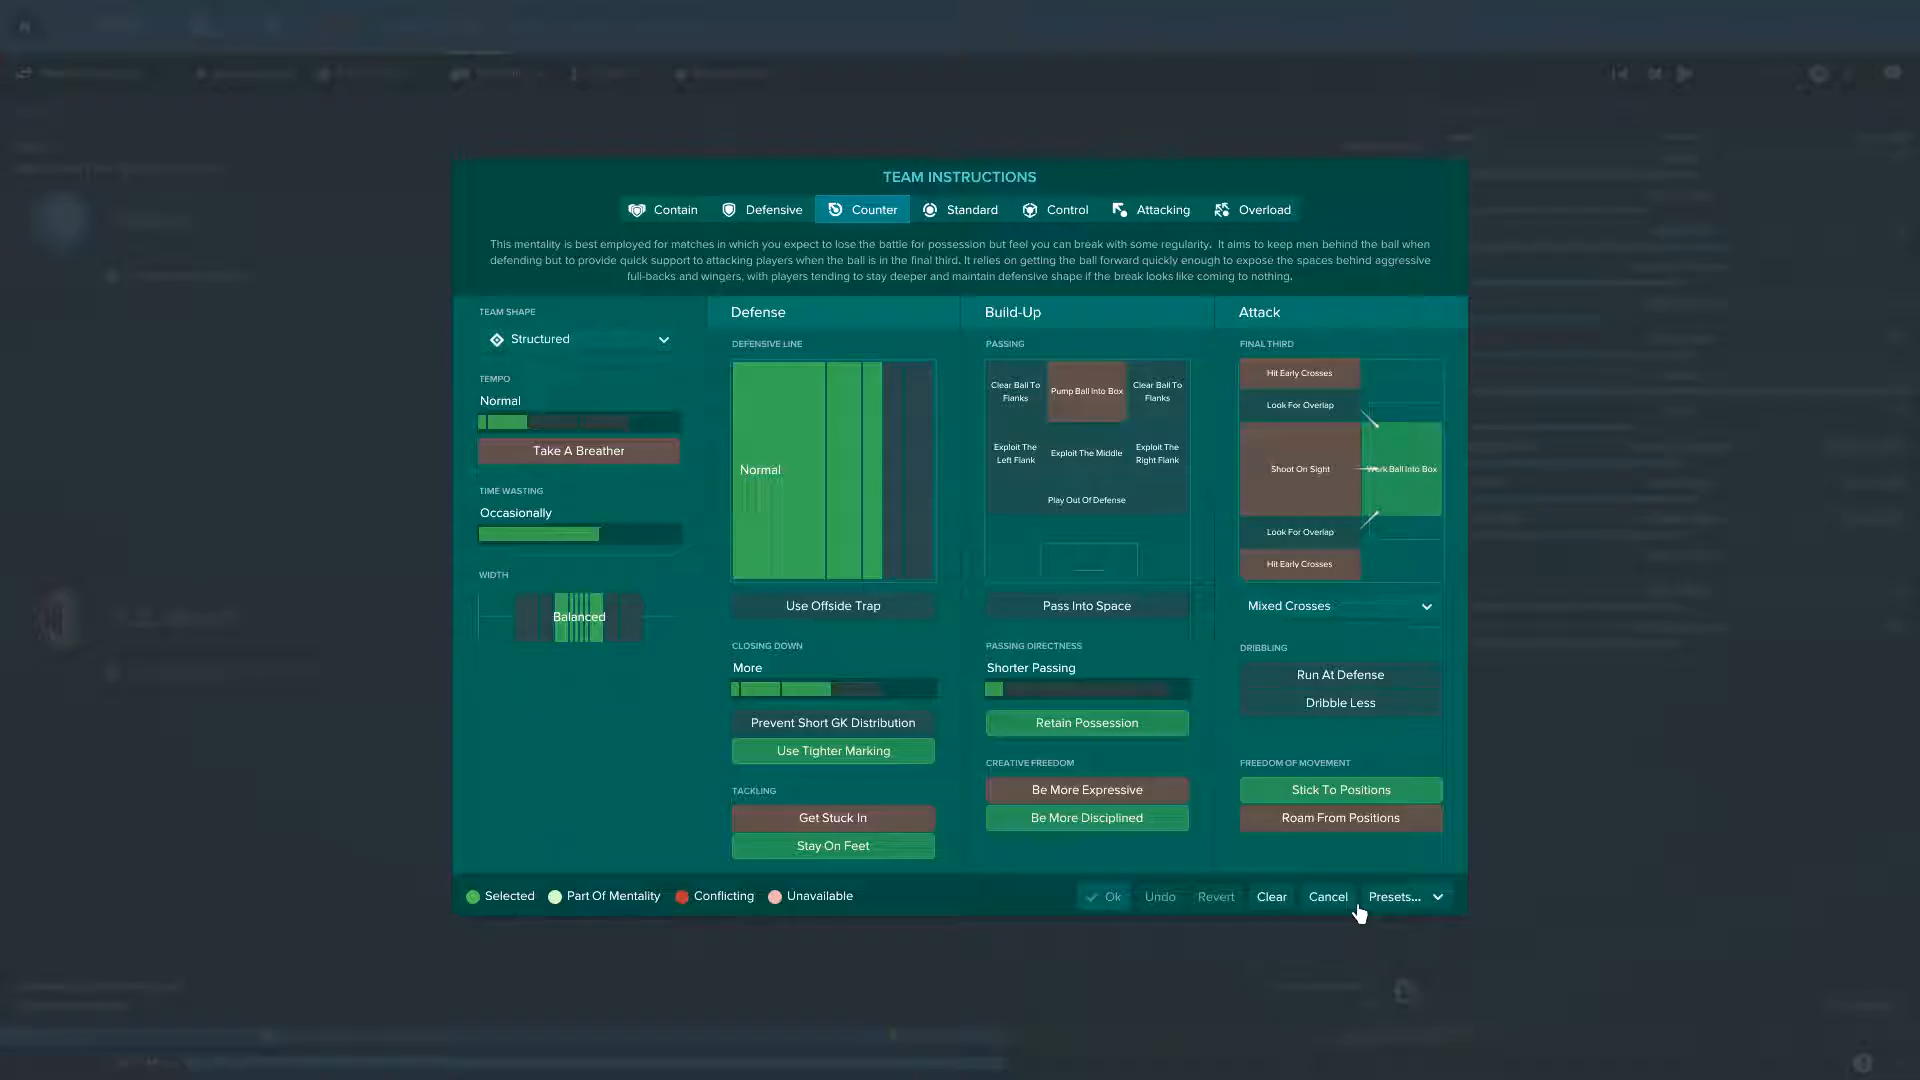 TEAM INSTRUCTIONS
Contain Defensive Counter Standard Control Attacking Overload
This mentality is best employed for matches in which you expect to lose the battle for possession but feel you can break with some regularity. It aims to keep men behind the ball when
defending but to provide quick support to attacking players when the ball is in the final third. It relies on getting the ball forward quickly enough to expose the spaces behind aggressive
full-backs and wingers, with players tending to stay deeper and maintain defensive shape if the break looks like coming to nothing.
TEAM SHAPE
Structured
TEMPO
Normal
Take A Breather
TIME WASTING
Occasionally
WIDTH
Balanced
Defense
DEFENSIVE LINE
Normal
Use Offside Trap
CLOSING DOWN
More
Prevent Short GK Distribution
Use Tighter Marking
TACKLING
Get Stuck In
Stay On Feet
Build-Up
PASSING
Clear Ball To
Flanks
Pump Ball Into Box
Clear Ball To
Flanks
Exploit The
Left Flank
Exploit The Middle
Exploit The
Right Flank
Play Out Of Defense
Pass Into Space
PASSING DIRECTNESS
Shorter Passing
Retain Possession
CREATIVE FREEDOM
Be More Expressive
Be More Disciplined
Attack
FINAL THIRD
Hit Early Crosses
Look For Overlap
Shoot On Sight
Work Ball Into Box
Look For Overlap
Hit Early Crosses
Mixed Crosses
DRIBBLING
Run At Defense
Dribble Less
FREEDOM OF MOVEMENT
Stick To Positions
Roam From Positions
Selected Part Of Mentality Conflicting Unavailable
Ok Undo Revert Clear Cancel Presets...